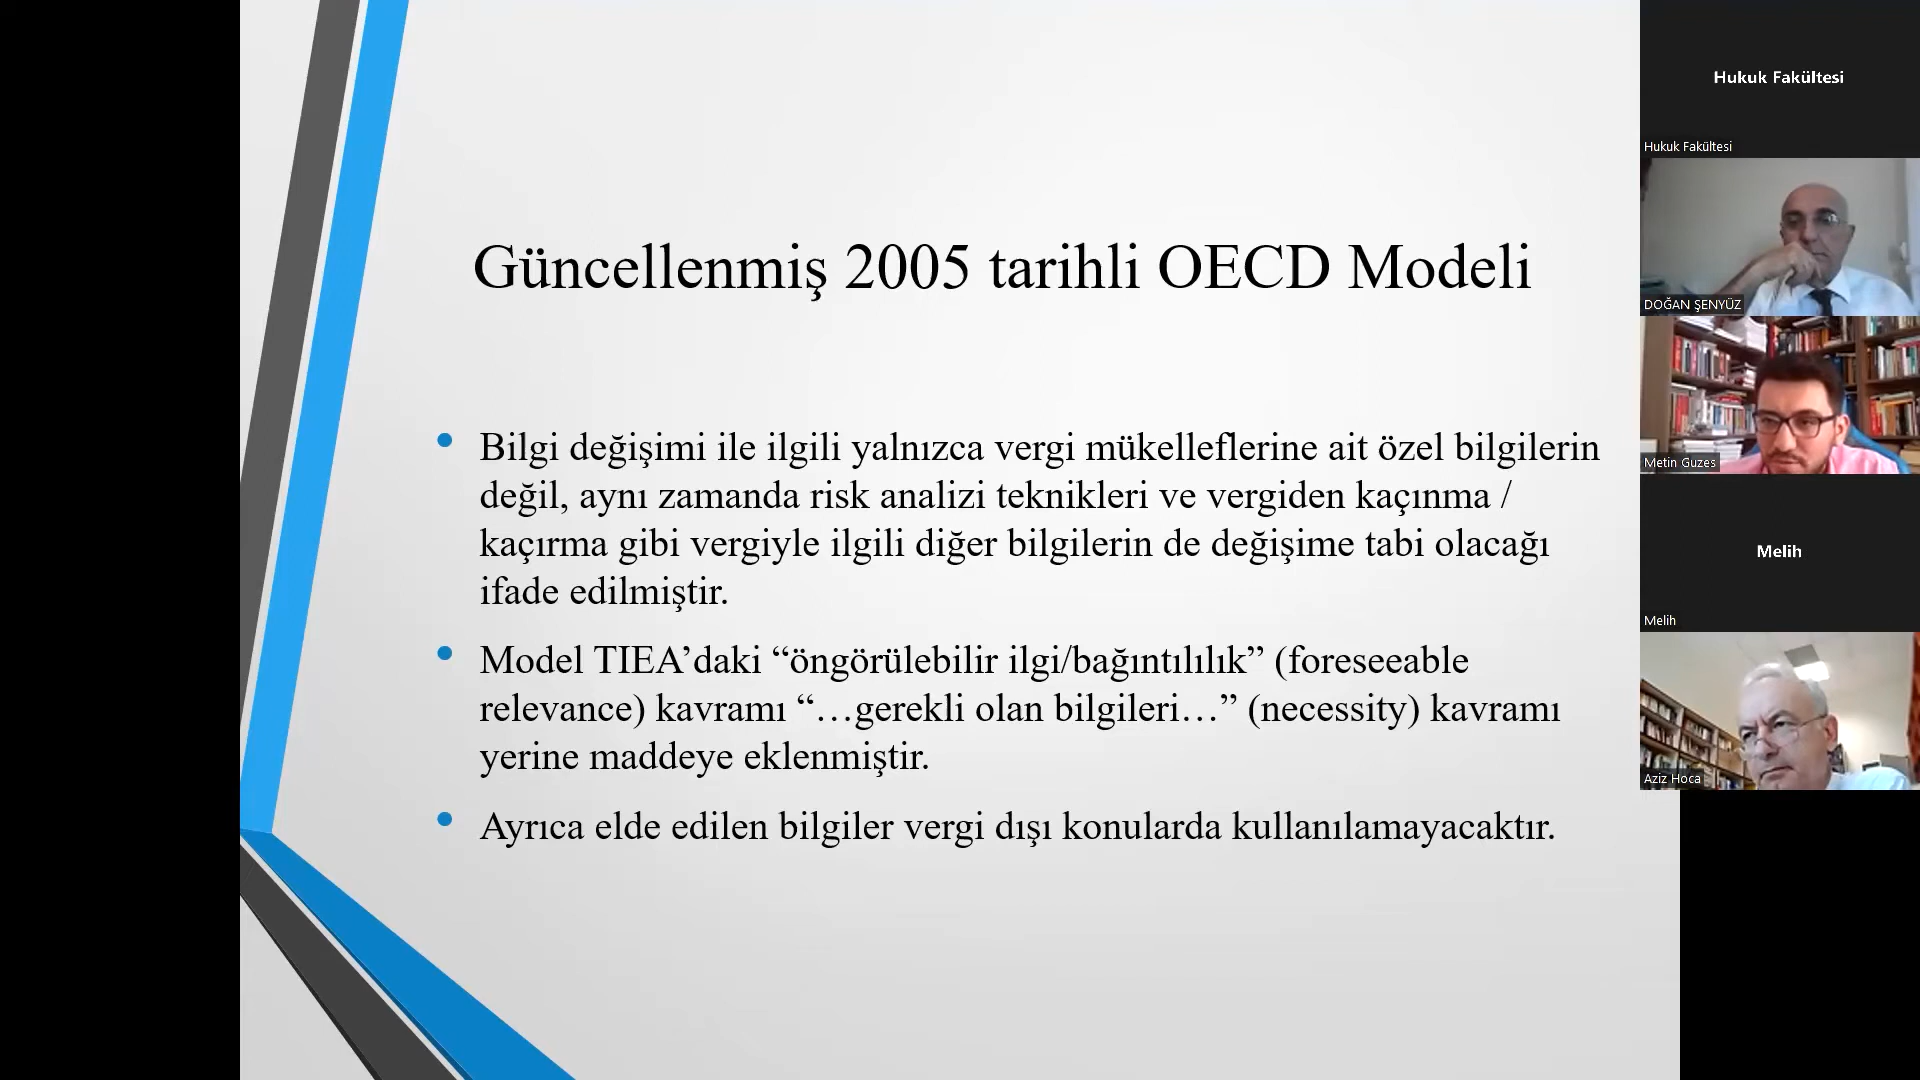 Güncellenmiş 2005 tarihli OECD Modeli
Bilgi değişimi ile ilgili yalnızca vergi mükelleflerine ait özel bilgilerin
değil, aynı zamanda risk analizi teknikleri ve vergiden kaçınma /
kaçırma gibi vergiyle ilgili diğer bilgilerin de değişime tabi olacağı
ifade edilmiştir.
Model TIEA’daki “öngörülebilir ilgi/bağıntılılık” (foreseeable
relevance) kavramı “…gerekli olan bilgileri…” (necessity) kavramı
yerine maddeye eklenmiştir.
Ayrıca elde edilen bilgiler vergi dışı konularda kullanılamayacaktır.
Hukuk Fakültesi
Hukuk Fakültesi
DOĞAN ŞENYÜZ
Metin Guzes
Melih
Melih
Aziz Hoca